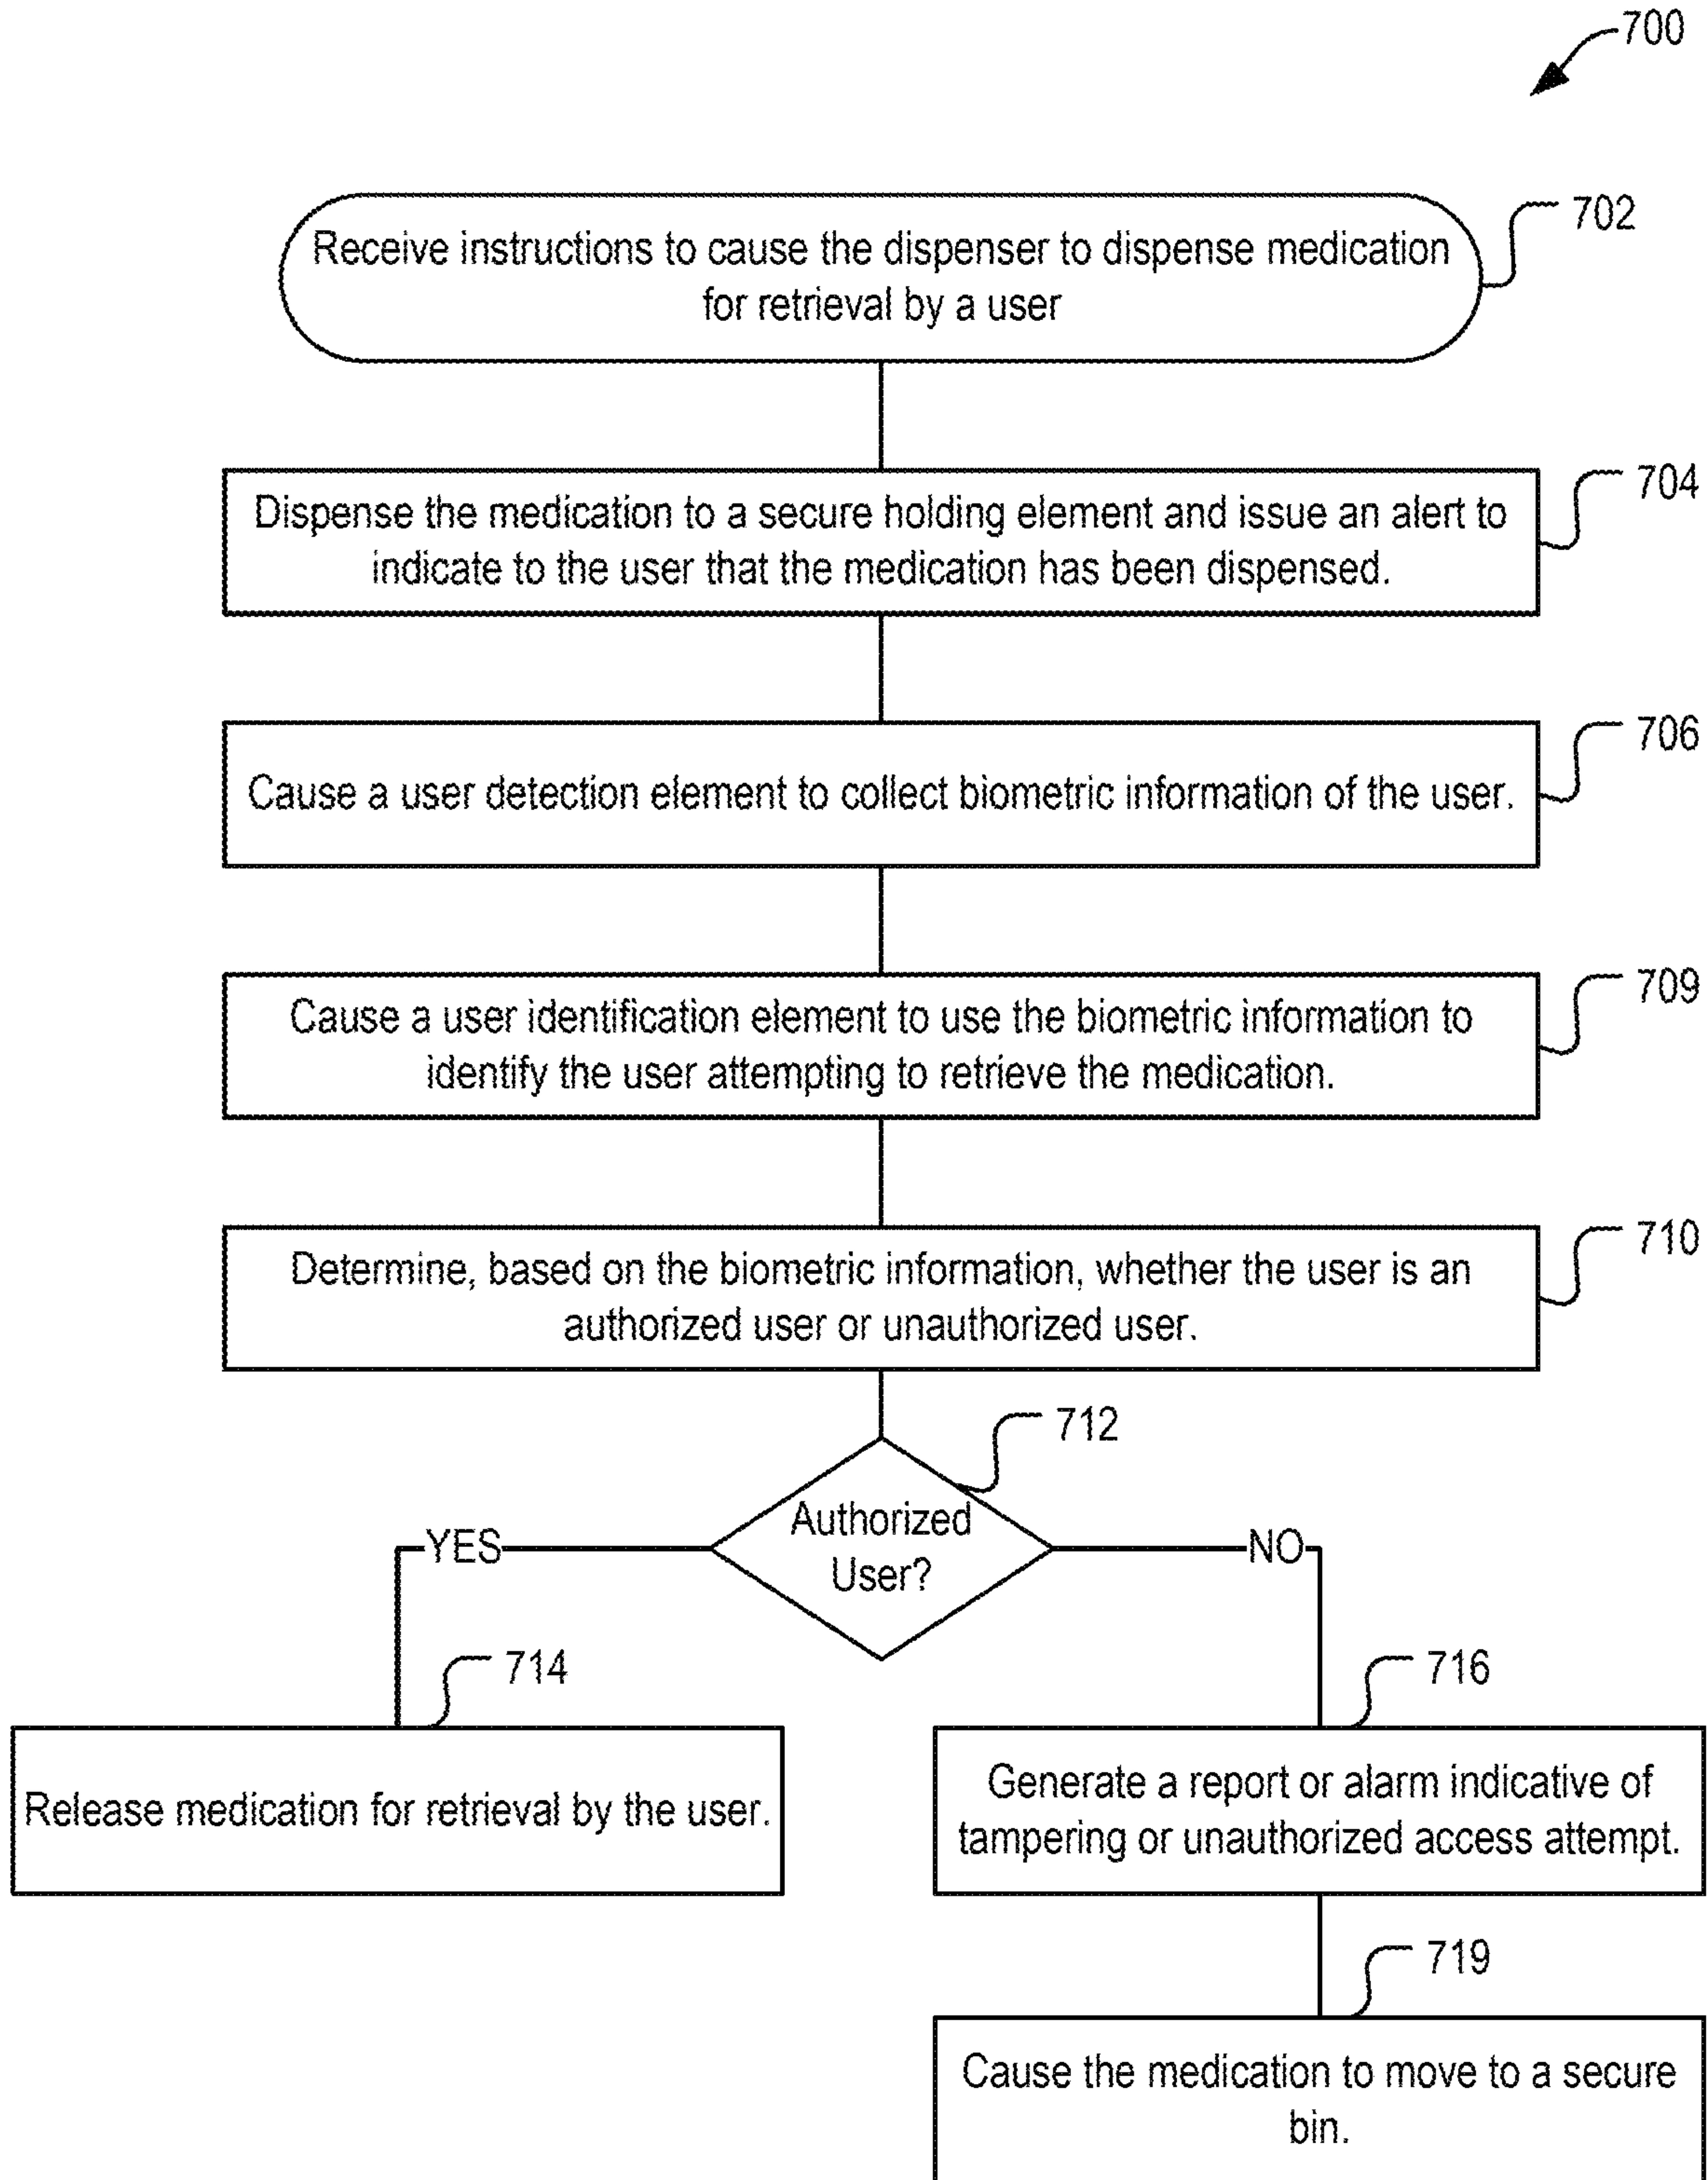 700
Receive instructions to cause the dispenser to dispense medication
for retrieval by a user
702
Dispense the medication to a secure holding element and issue an alert to
indicate to the user that the medication has been dispensed.
704
Cause a user detection element to collect biometric information of the user.
706
Cause a user identification element to use the biometric information to
identify the user attempting to retrieve the medication.
709
Determine, based on the biometric information, whether the user is an
authorized user or unauthorized user.
710
712
Authorized
User?
YES
NO
714
Release medication for retrieval by the user.
716
Generate a report or alarm indicative of
tampering or unauthorized access attempt.
719
Cause the medication to move to a secure
bin.